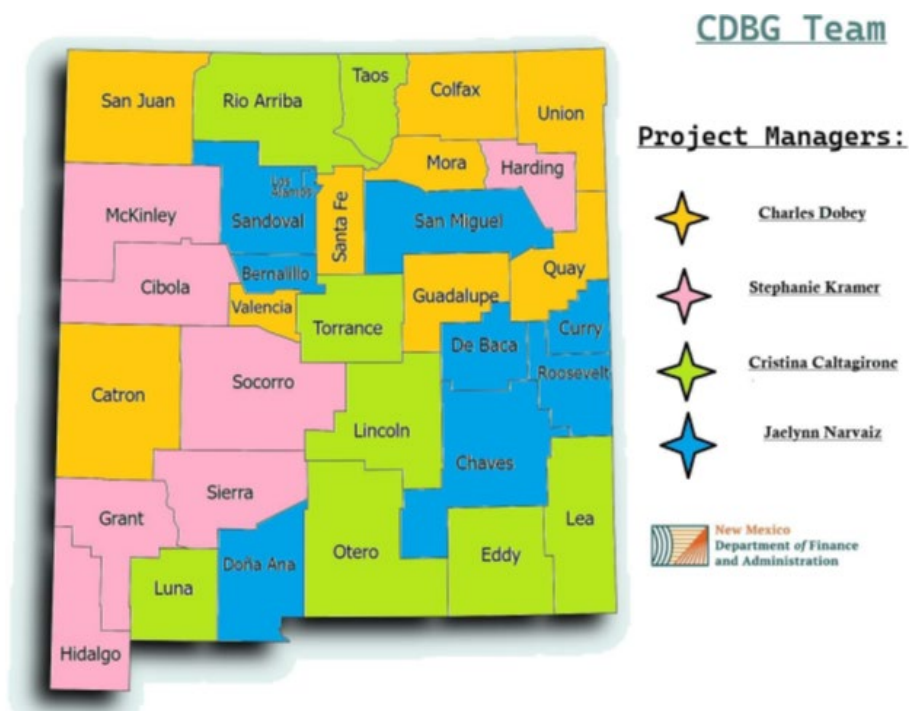 CDBG Team
Project Managers:
Charles Dobey
Stephanie Kramer
Cristina Caltagirone
Jaelynn Narvaiz
New Mexico
Department of Finance
and Administration
San Juan
Rio Arriba
Taos
Colfax
Union
Mora
Harding
McKinley
Los
Alamos
Sandoval
Santa Fe
San Miguel
Cibola
Bernalillo
Quay
Valencia
Guadalupe
Torrance
Curry
De Baca
Roosevelt
Catron
Socorro
Lincoln
Chaves
Sierra
Grant
Lea
Otero
Eddy
Doña Ana
Luna
Hidalgo